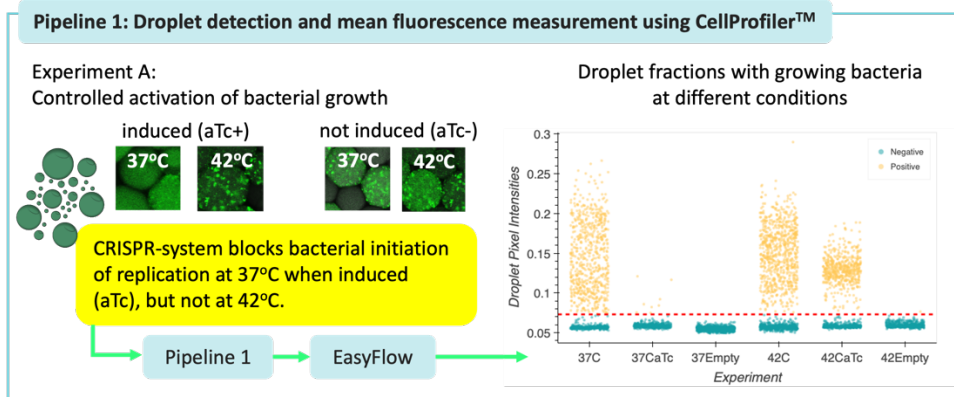 Pipeline 1: Droplet detection and mean fluorescence measurement using CellProfiler™
Experiment A:
Controlled activation of bacterial growth
induced (aTc+)
not induced (aTc-)
37°C
42°C
37°C
42°C
CRISPR-system blocks bacterial initiation
of replication at 37°C when induced
(aTc), but not at 42°C.
Pipeline 1
EasyFlow
Droplet fractions with growing bacteria
at different conditions
Droplet Pixel Intensities
0.3
0.25
0.2
0.15
0.1
0.05
Negative
Positive
37C
37CaTc
37Empty
42C
42CaTc
42Empty
Experiment